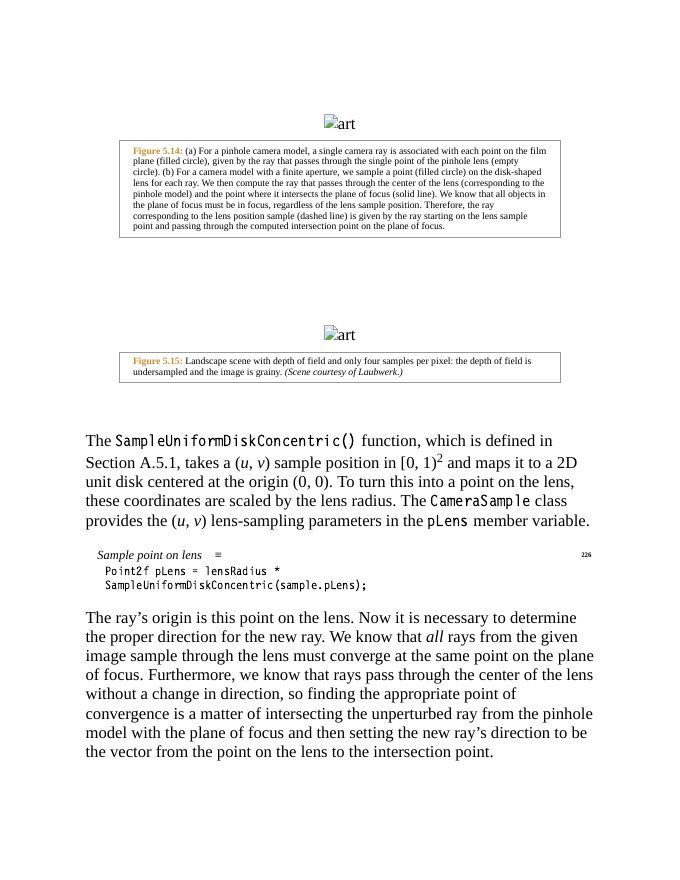 art
Figure 5.14: (a) For a pinhole camera model, a single camera ray is associated with each point on the film
plane (filled circle), given by the ray that passes through the single point of the pinhole lens (empty
circle). (b) For a camera model with a finite aperture, we sample a point (filled circle) on the disk-shaped
lens for each ray. We then compute the ray that passes through the center of the lens (corresponding to the
pinhole model) and the point where it intersects the plane of focus (solid line). We know that all objects in
the plane of focus must be in focus, regardless of the lens sample position. Therefore, the ray
corresponding to the lens position sample (dashed line) is given by the ray starting on the lens sample
point and passing through the computed intersection point on the plane of focus.
art
Figure 5.15: Landscape scene with depth of field and only four samples per pixel: the depth of field is
undersampled and the image is grainy. (Scene courtesy of Laubwerk.)
The SampleUniformDiskConcentric() function, which is defined in
Section A.5.1, takes a (u, v) sample position in [0, 1)² and maps it to a 2D
unit disk centered at the origin (0, 0). To turn this into a point on the lens,
these coordinates are scaled by the lens radius. The CameraSample class
provides the (u, v) lens-sampling parameters in the pLens member variable.
Sample point on lens ≡ 226
Point2f pLens = lensRadius *
SampleUniformDiskConcentric(sample.pLens);
The ray’s origin is this point on the lens. Now it is necessary to determine
the proper direction for the new ray. We know that all rays from the given
image sample through the lens must converge at the same point on the plane
of focus. Furthermore, we know that rays pass through the center of the lens
without a change in direction, so finding the appropriate point of
convergence is a matter of intersecting the unperturbed ray from the pinhole
model with the plane of focus and then setting the new ray’s direction to be
the vector from the point on the lens to the intersection point.